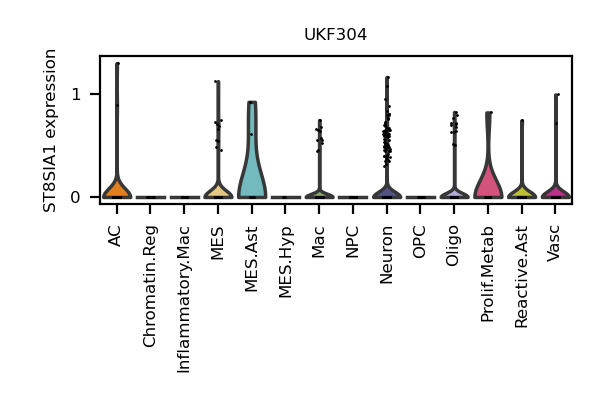 UKF304
ST8SIA1 expression
1
0
AC
Chromatin.Reg
Inflammatory.Mac
MES
MES.Ast
MES.Hyp
Mac
NPC
Neuron
OPC
Oligo
Prolif.Metab
Reactive.Ast
Vasc